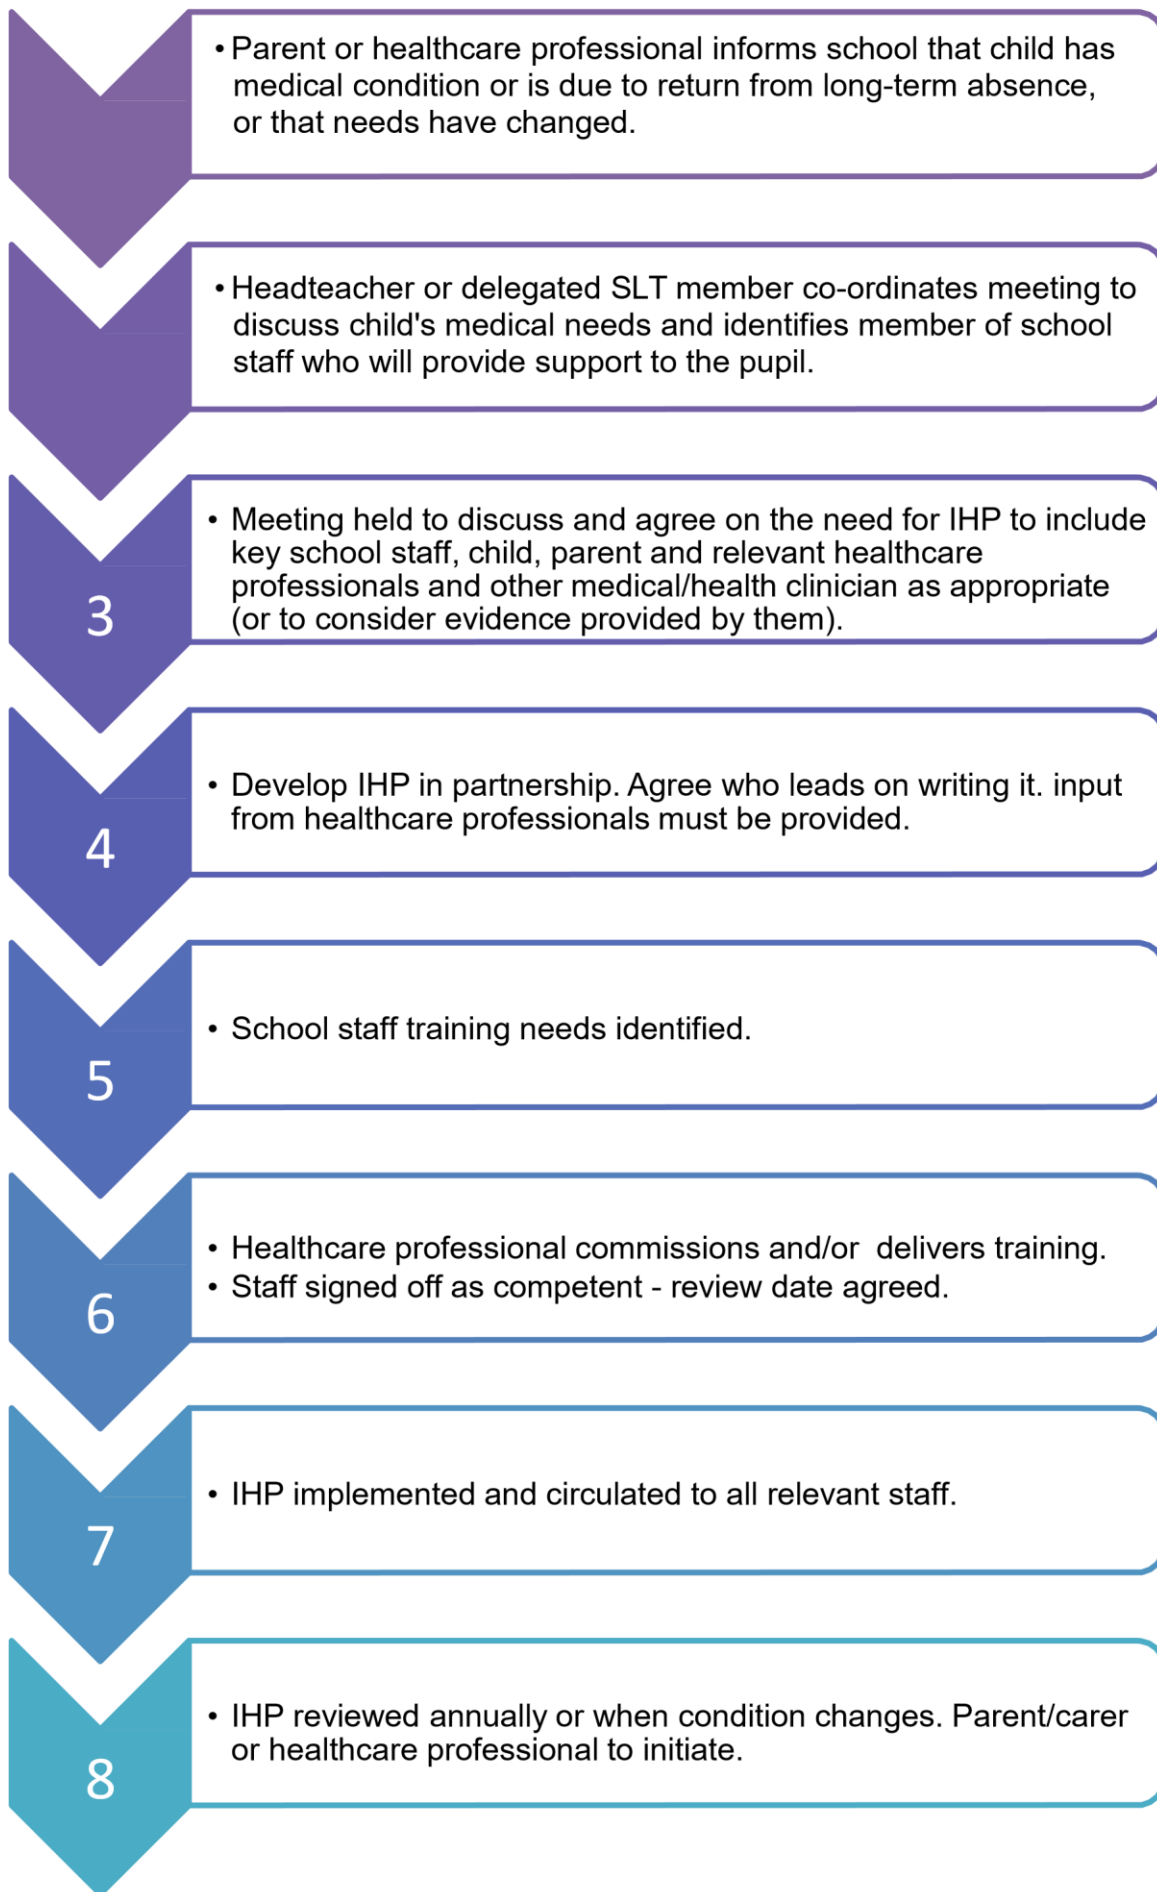 • Parent or healthcare professional informs school that child has
medical condition or is due to return from long-term absence,
or that needs have changed.
• Headteacher or delegated SLT member co-ordinates meeting to
discuss child's medical needs and identifies member of school
staff who will provide support to the pupil.
3
• Meeting held to discuss and agree on the need for IHP to include
key school staff, child, parent and relevant healthcare
professionals and other medical/health clinician as appropriate
(or to consider evidence provided by them).
4
• Develop IHP in partnership. Agree who leads on writing it. input
from healthcare professionals must be provided.
5
• School staff training needs identified.
6
• Healthcare professional commissions and/or  delivers training.
• Staff signed off as competent - review date agreed.
7
• IHP implemented and circulated to all relevant staff.
8
• IHP reviewed annually or when condition changes. Parent/carer
or healthcare professional to initiate.